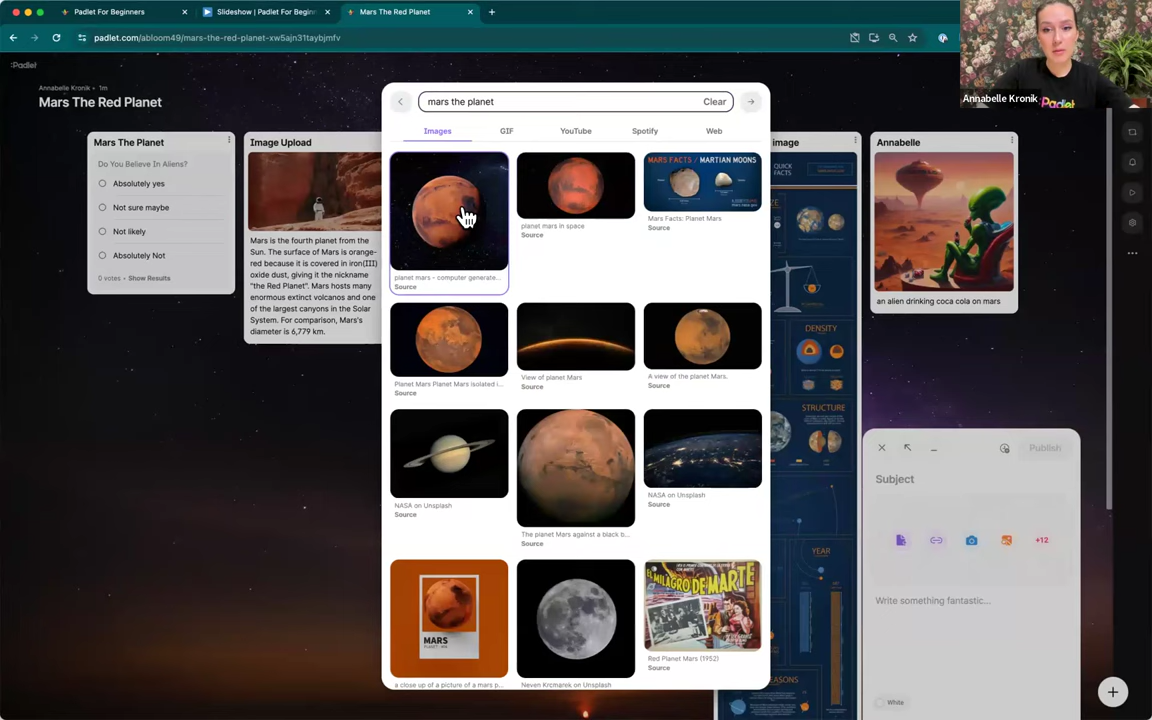 Padlet For Beginners
Slideshow | Padlet For Beginn
Mars The Red Planet
padlet.com/abloom49/mars-the-red-planet-xw5ajn31taybjmfv
:Padlet
Annabelle Kronik • 1m
Mars The Red Planet
Annabelle Kronik
Padlet
Mars The Planet
Do You Believe In Aliens?
Absolutely yes
Not sure maybe
Not likely
Absolutely Not
0 votes • Show Results
Image Upload
Mars is the fourth planet from the
Sun. The surface of Mars is orange-
red because it is covered in iron(III)
oxide dust, giving it the nickname
"the Red Planet". Mars hosts many
enormous extinct volcanos and one
of the largest canyons in the Solar
System. For comparison, Mars's
diameter is 6,779 km.
mars the planet
Clear
Images
GIF
YouTube
Spotify
Web
planet mars - computer generate...
Source
planet mars in space
Source
MARS FACTS / MARTIAN MOONS
Mars Facts: Planet Mars
Source
Planet Mars Planet Mars isolated i...
Source
View of planet Mars
Source
A view of the planet Mars.
Source
NASA on Unsplash
Source
The planet Mars against a black b...
Source
NASA on Unsplash
Source
MARS
a close up of a picture of a mars p...
Neven Krcmarek on Unsplash
EL MILAGRO DE MARTE
Red Planet Mars (1952)
Source
image
QUICK
FACTS
DENSITY
STRUCTURE
YEAR
Annabelle
an alien drinking coca cola on mars
Publish
Subject
+12
Write something fantastic...
White